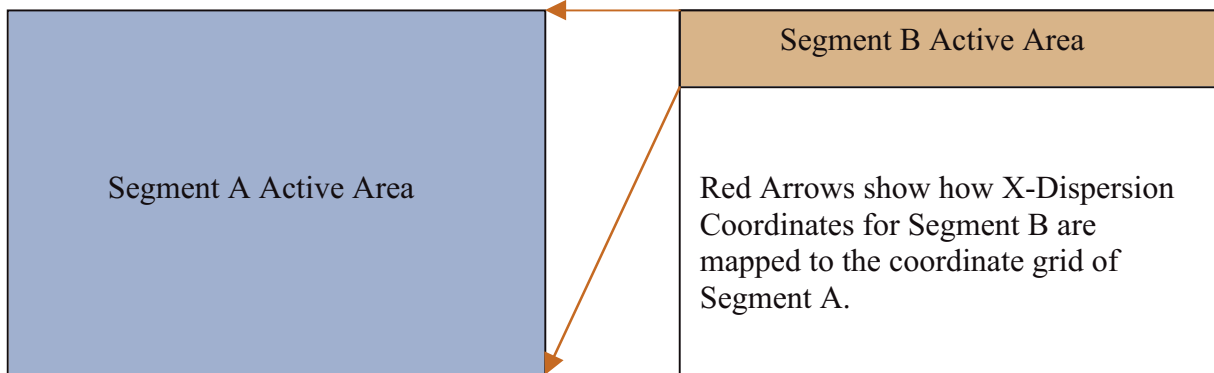 Segment B Active Area
Segment A Active Area
Red Arrows show how X-Dispersion
Coordinates for Segment B are
mapped to the coordinate grid of
Segment A.